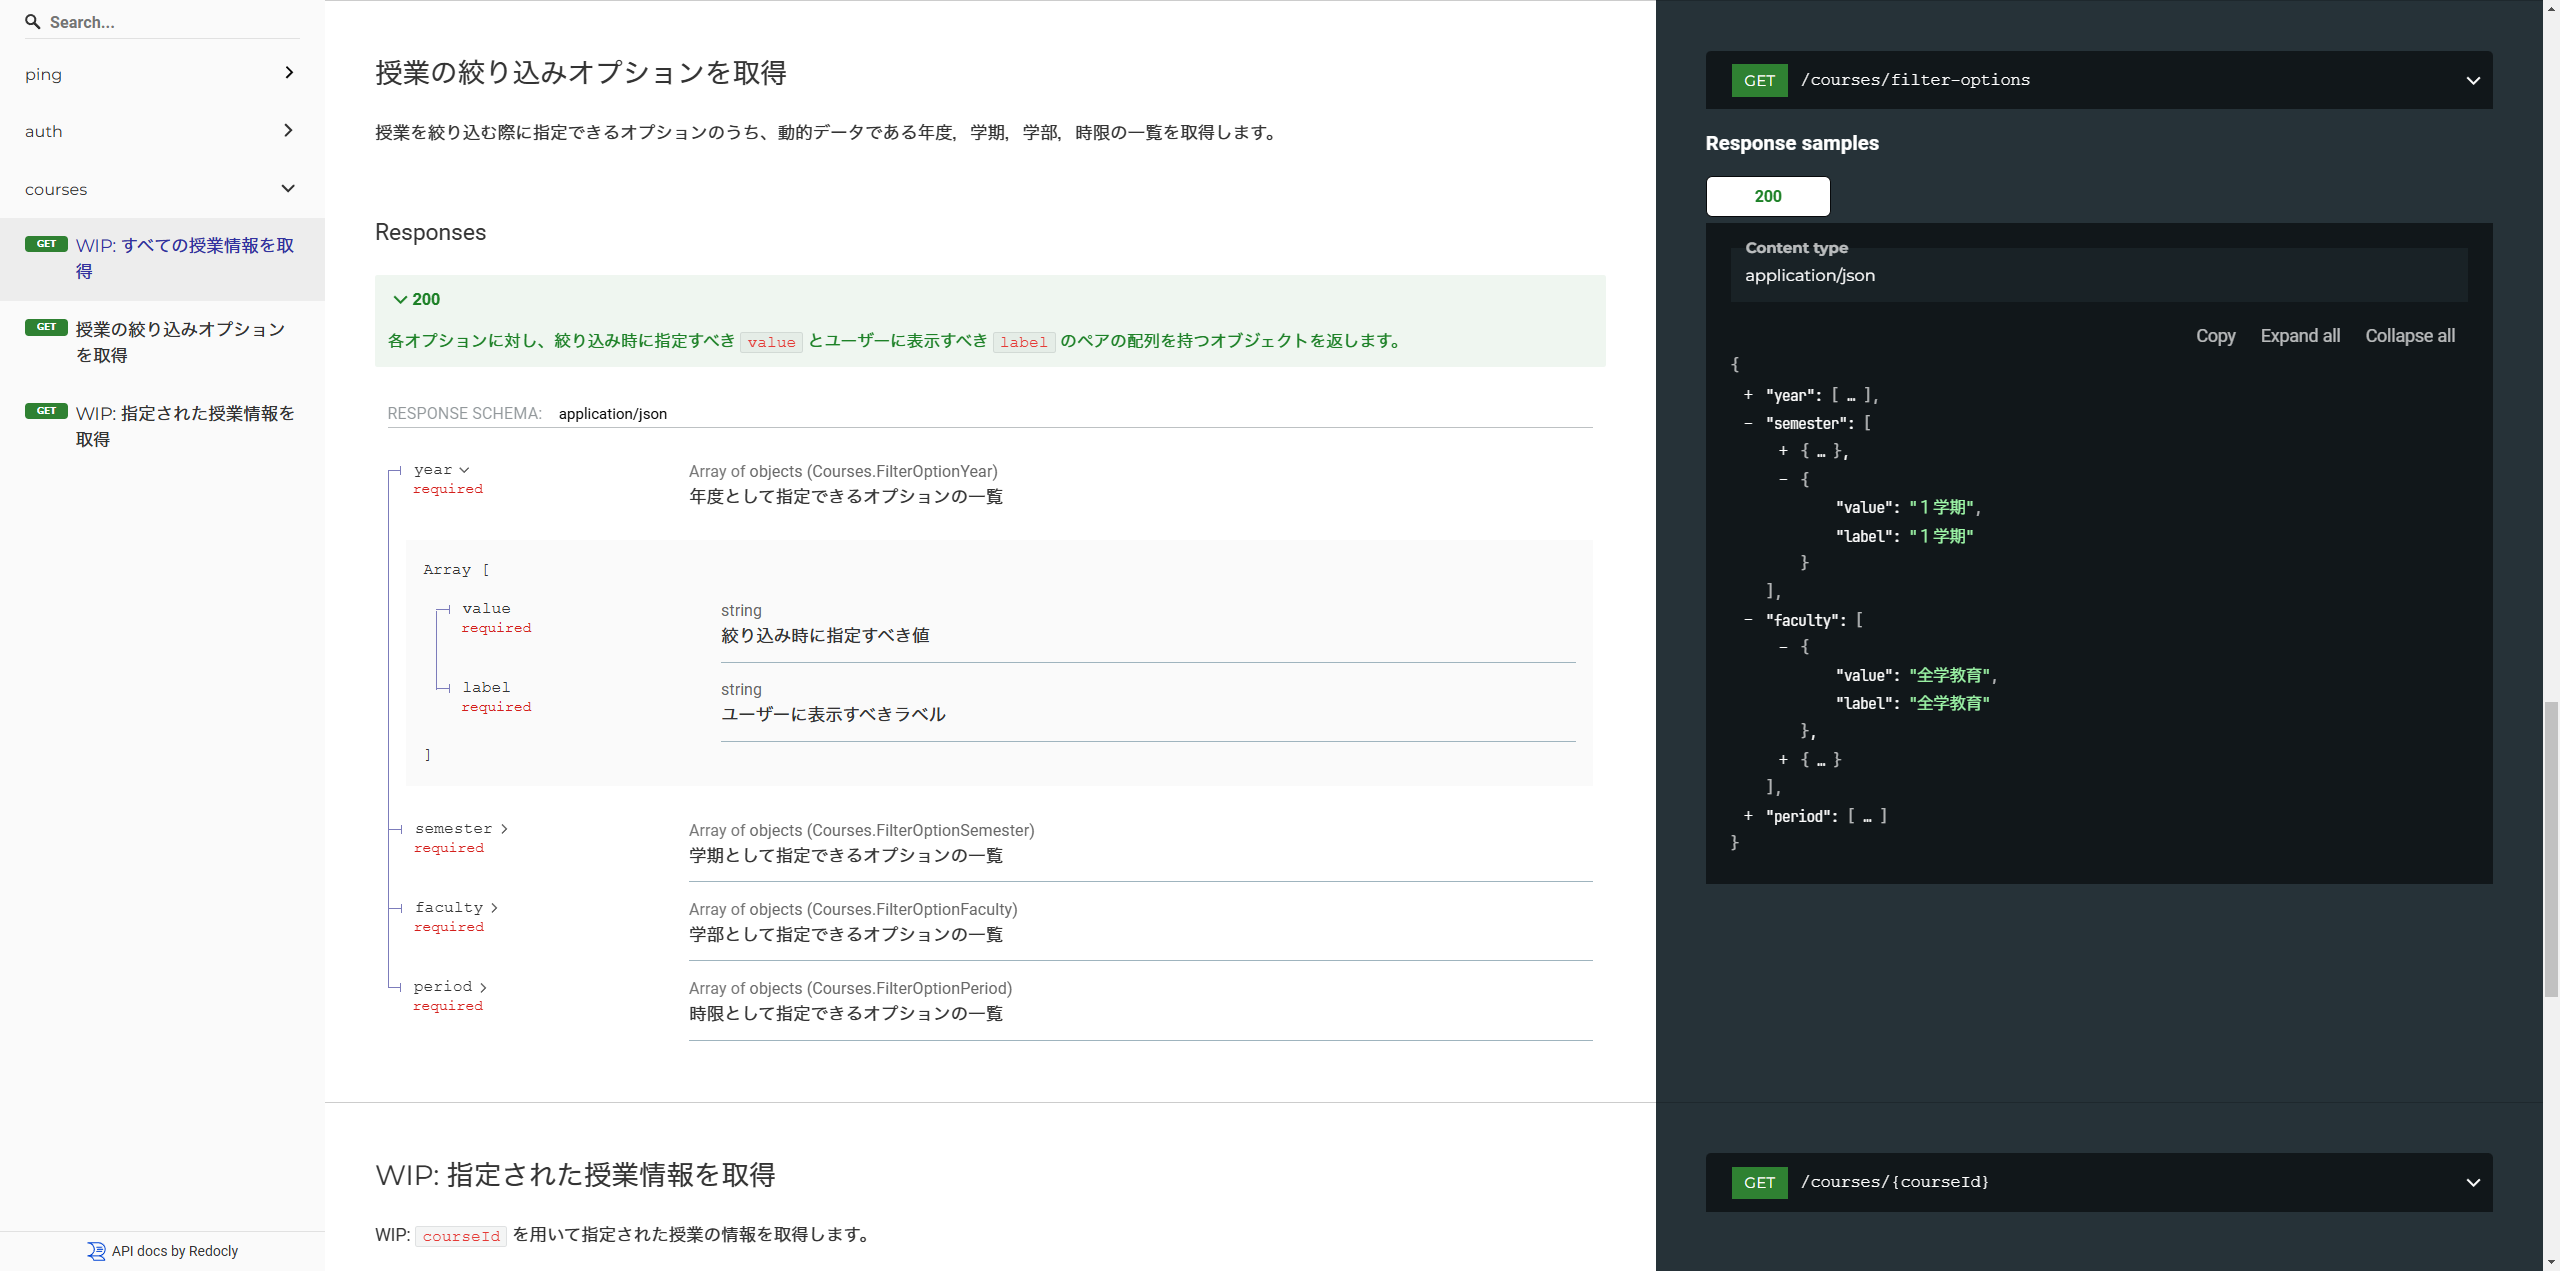 Search...
ping
auth
courses
GET WIP: すべての授業情報を取
得
GET 授業の絞り込みオプション
を取得
GET WIP: 指定された授業情報を
取得
API docs by Redocly
授業の絞り込みオプションを取得
授業を絞り込む際に指定できるオプションのうち、動的データである年度，学期，学部，時限の一覧を取得します。
Responses
200
各オプションに対し、絞り込み時に指定すべき value とユーザーに表示すべき label のペアの配列を持つオブジェクトを返します。
RESPONSE SCHEMA: application/json
year
required
Array of objects (Courses.FilterOptionYear)
年度として指定できるオプションの一覧
Array [
value
required
string
絞り込み時に指定すべき値
label
required
string
ユーザーに表示すべきラベル
]
semester
required
Array of objects (Courses.FilterOptionSemester)
学期として指定できるオプションの一覧
faculty
required
Array of objects (Courses.FilterOptionFaculty)
学部として指定できるオプションの一覧
period
required
Array of objects (Courses.FilterOptionPeriod)
時限として指定できるオプションの一覧
WIP: 指定された授業情報を取得
WIP: courseId を用いて指定された授業の情報を取得します。
GET /courses/filter-options
Response samples
200
Content type
application/json
Copy Expand all Collapse all
{
+ "year": [ … ],
- "semester": [
+ { … },
- {
"value": "１学期",
"label": "１学期"
}
],
- "faculty": [
- {
"value": "全学教育",
"label": "全学教育"
},
+ { … }
],
+ "period": [ … ]
}
GET /courses/{courseId}